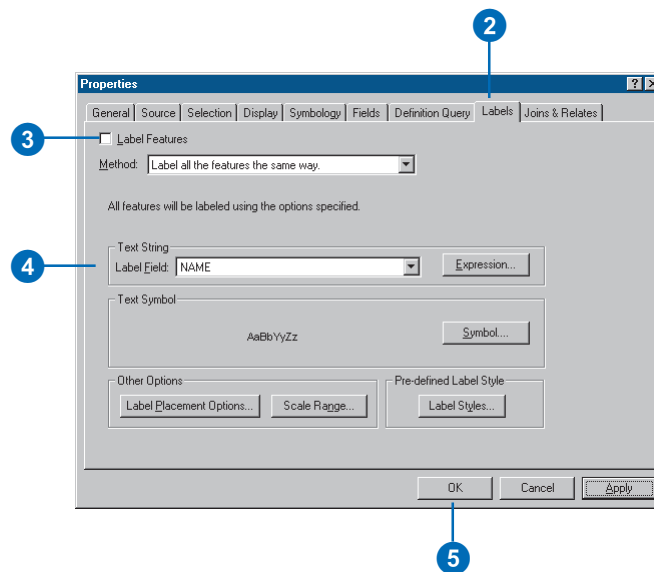 2
Properties
? X
General Source Selection Display Symbology Fields Definition Query Labels Joins & Relates
3
Label Features
Method: Label all the features the same way.
All features will be labeled using the options specified.
Text String
4
Label Field: NAME Expression...
Text Symbol
AaBbYyZz Symbol....
Other Options Pre-defined Label Style
Label Placement Options... Scale Range... Label Styles...
OK Cancel Apply
5